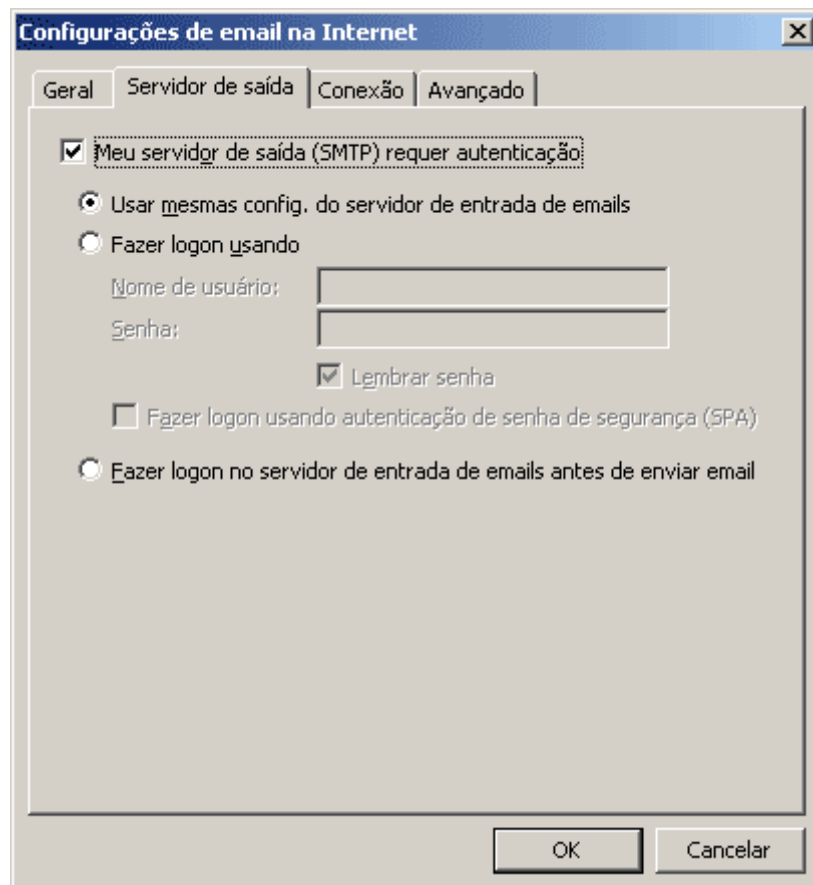 Configurações de email na Internet
Geral
Servidor de saída
Conexão
Avançado
Meu servidor de saída (SMTP) requer autenticação
Usar mesmas config. do servidor de entrada de emails
Fazer logon usando
Nome de usuário:
Senha:
Lembrar senha
Fazer logon usando autenticação de senha de segurança (SPA)
Fazer logon no servidor de entrada de emails antes de enviar email
OK
Cancelar